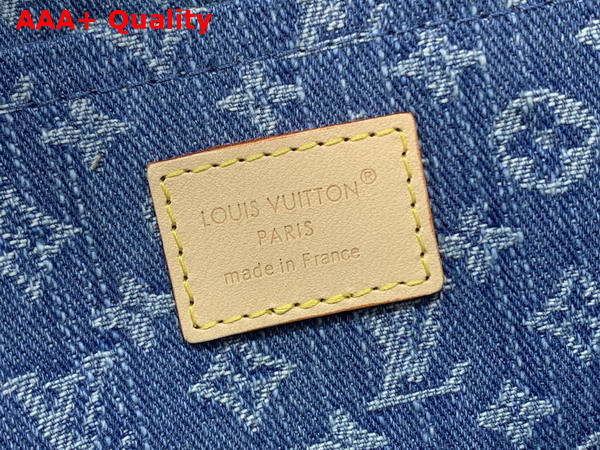 AAA+ Quality
LOUIS VUITTON®
PARIS
made in France